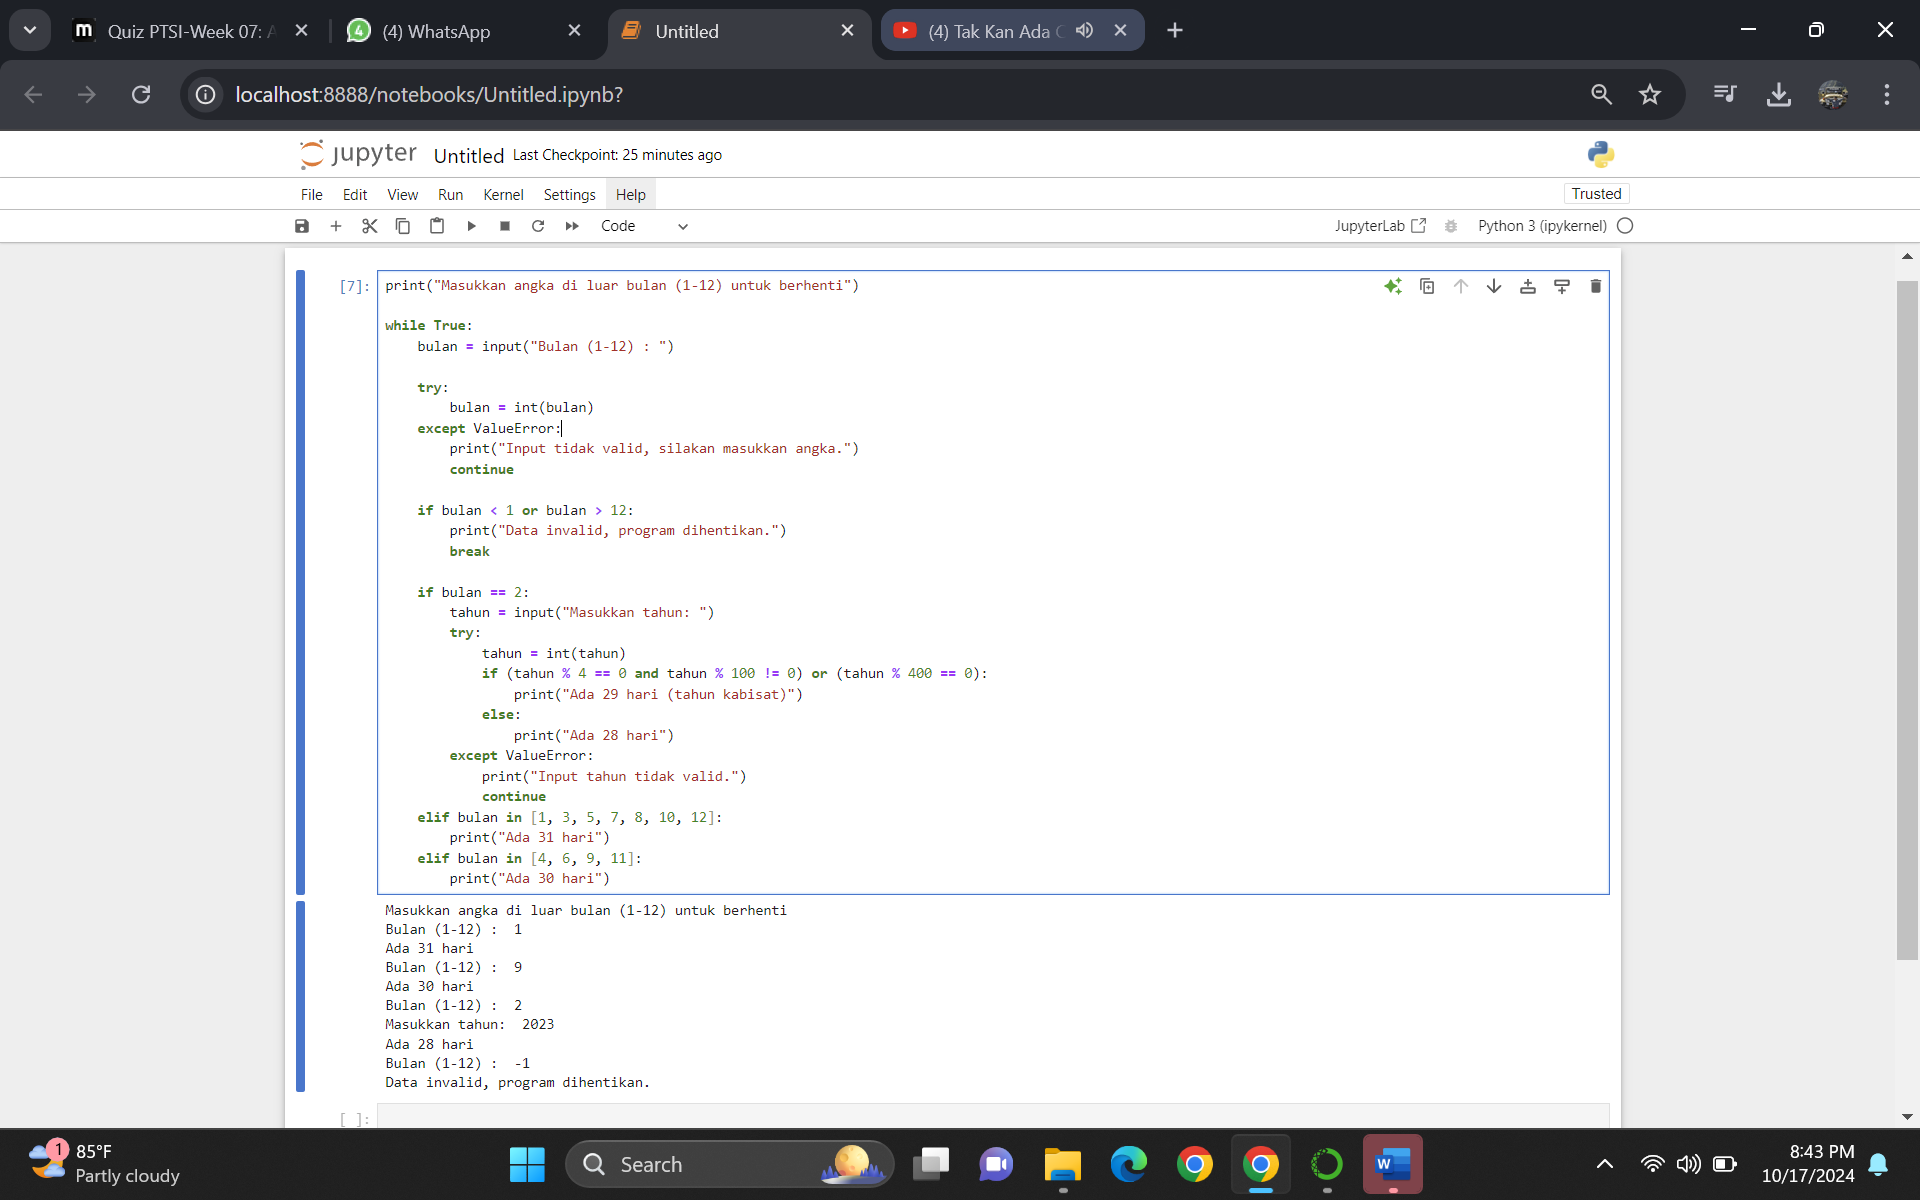 Quiz PTSI-Week 07: A
(4) WhatsApp
Untitled
(4) Tak Kan Ada C
localhost:8888/notebooks/Untitled.ipynb?
jupyter Untitled Last Checkpoint: 25 minutes ago
File Edit View Run Kernel Settings Help
Trusted
Code
JupyterLab
Python 3 (ipykernel)
[7]:
print("Masukkan angka di luar bulan (1-12) untuk berhenti")
while True:
    bulan = input("Bulan (1-12) : ")
    try:
        bulan = int(bulan)
    except ValueError:
        print("Input tidak valid, silakan masukkan angka.")
        continue
    if bulan < 1 or bulan > 12:
        print("Data invalid, program dihentikan.")
        break
    if bulan == 2:
        tahun = input("Masukkan tahun: ")
        try:
            tahun = int(tahun)
            if (tahun % 4 == 0 and tahun % 100 != 0) or (tahun % 400 == 0):
                print("Ada 29 hari (tahun kabisat)")
            else:
                print("Ada 28 hari")
        except ValueError:
            print("Input tahun tidak valid.")
            continue
    elif bulan in [1, 3, 5, 7, 8, 10, 12]:
        print("Ada 31 hari")
    elif bulan in [4, 6, 9, 11]:
        print("Ada 30 hari")
Masukkan angka di luar bulan (1-12) untuk berhenti
Bulan (1-12) :  1
Ada 31 hari
Bulan (1-12) :  9
Ada 30 hari
Bulan (1-12) :  2
Masukkan tahun:  2023
Ada 28 hari
Bulan (1-12) :  -1
Data invalid, program dihentikan.
[ ]:
1
85°F
Partly cloudy
Search
8:43 PM
10/17/2024